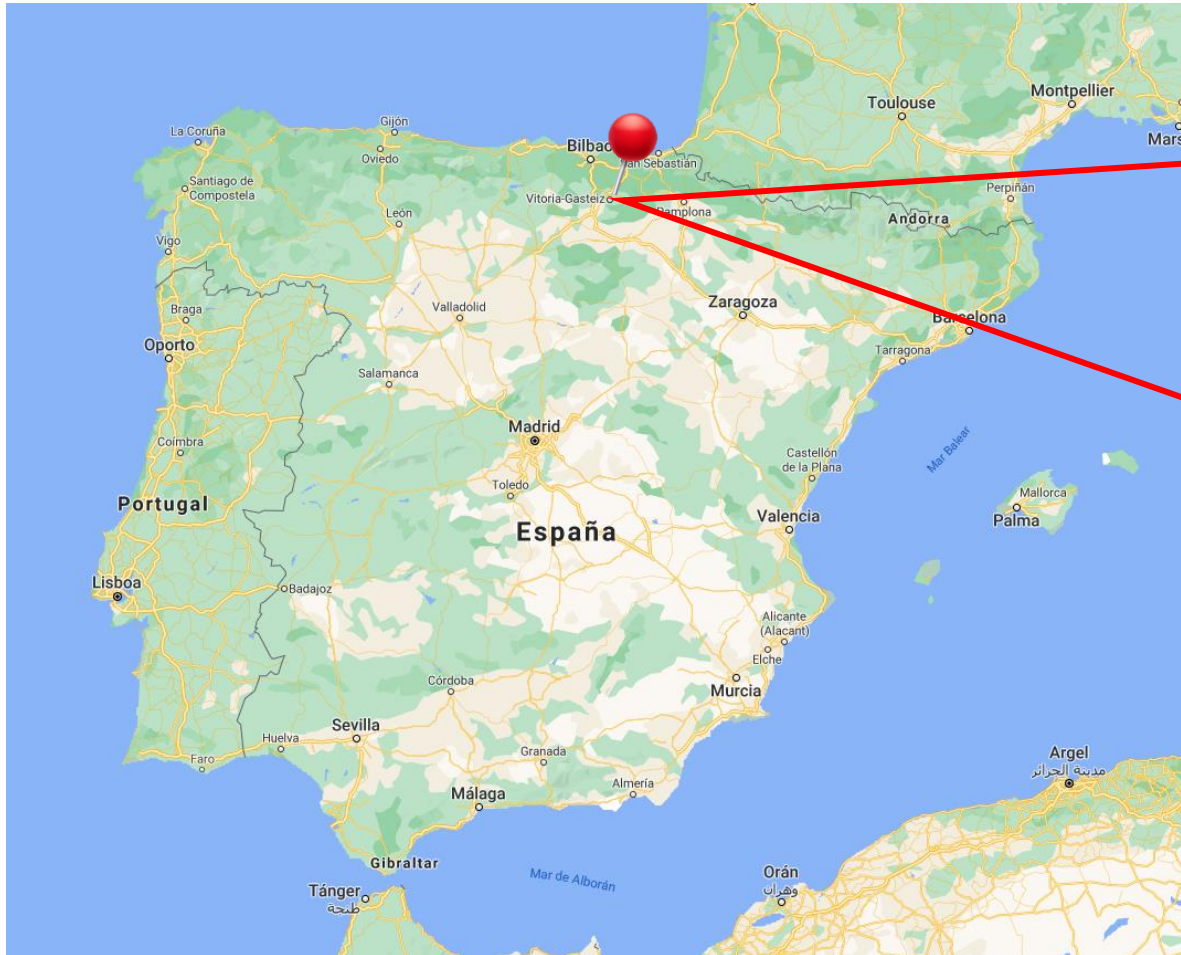 Montpellier
Toulouse
Mars
La Coruña
Gijón
Oviedo
Bilbao
San Sebastián
Santiago de
Compostela
Vitoria-Gasteiz
Pamplona
Perpiñán
Andorra
León
Vigo
Braga
Oporto
Valladolid
Zaragoza
Barcelona
Tarragona
Salamanca
Madrid
Coímbra
Toledo
Castellón
de la Plana
Mar Balear
Portugal
España
Valencia
Mallorca
Palma
Lisboa
Badajoz
Alicante
(Alacant)
Elche
Córdoba
Murcia
Sevilla
Huelva
Faro
Granada
Almería
Málaga
Argel
مدينة الجزائر
Gibraltar
Mar de Alborán
Orán
وهران
Tánger
طنجة